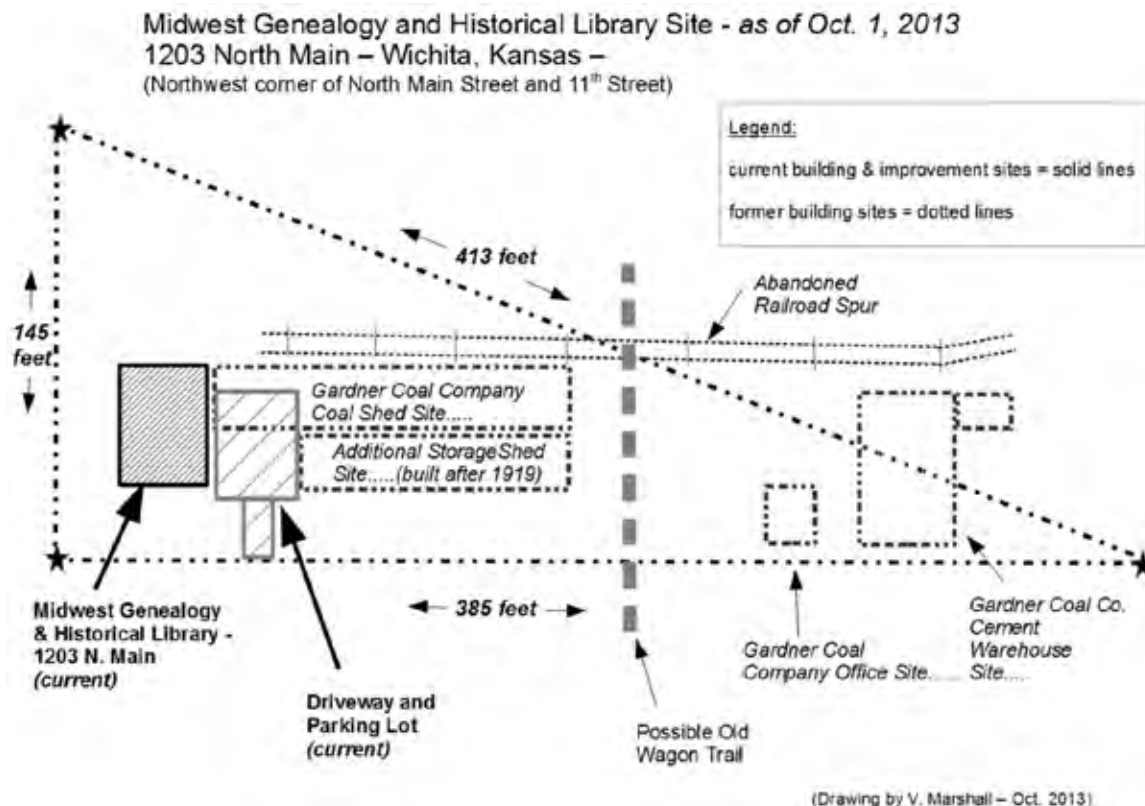 Midwest Genealogy and Historical Library Site - as of Oct. 1, 2013
1203 North Main – Wichita, Kansas –
(Northwest corner of North Main Street and 11th Street)
Legend:
current building & improvement sites = solid lines
former building sites = dotted lines
413 feet
Abandoned
Railroad Spur
145
feet
Gardner Coal Company
Coal Shed Site.....
Additional StorageShed
Site.....(built after 1919)
385 feet
Midwest Genealogy
& Historical Library -
1203 N. Main
(current)
Driveway and
Parking Lot
(current)
Possible Old
Wagon Trail
Gardner Coal
Company Office Site.....
Gardner Coal Co.
Cement
Warehouse
Site....
(Drawing by V. Marshall – Oct. 2013)